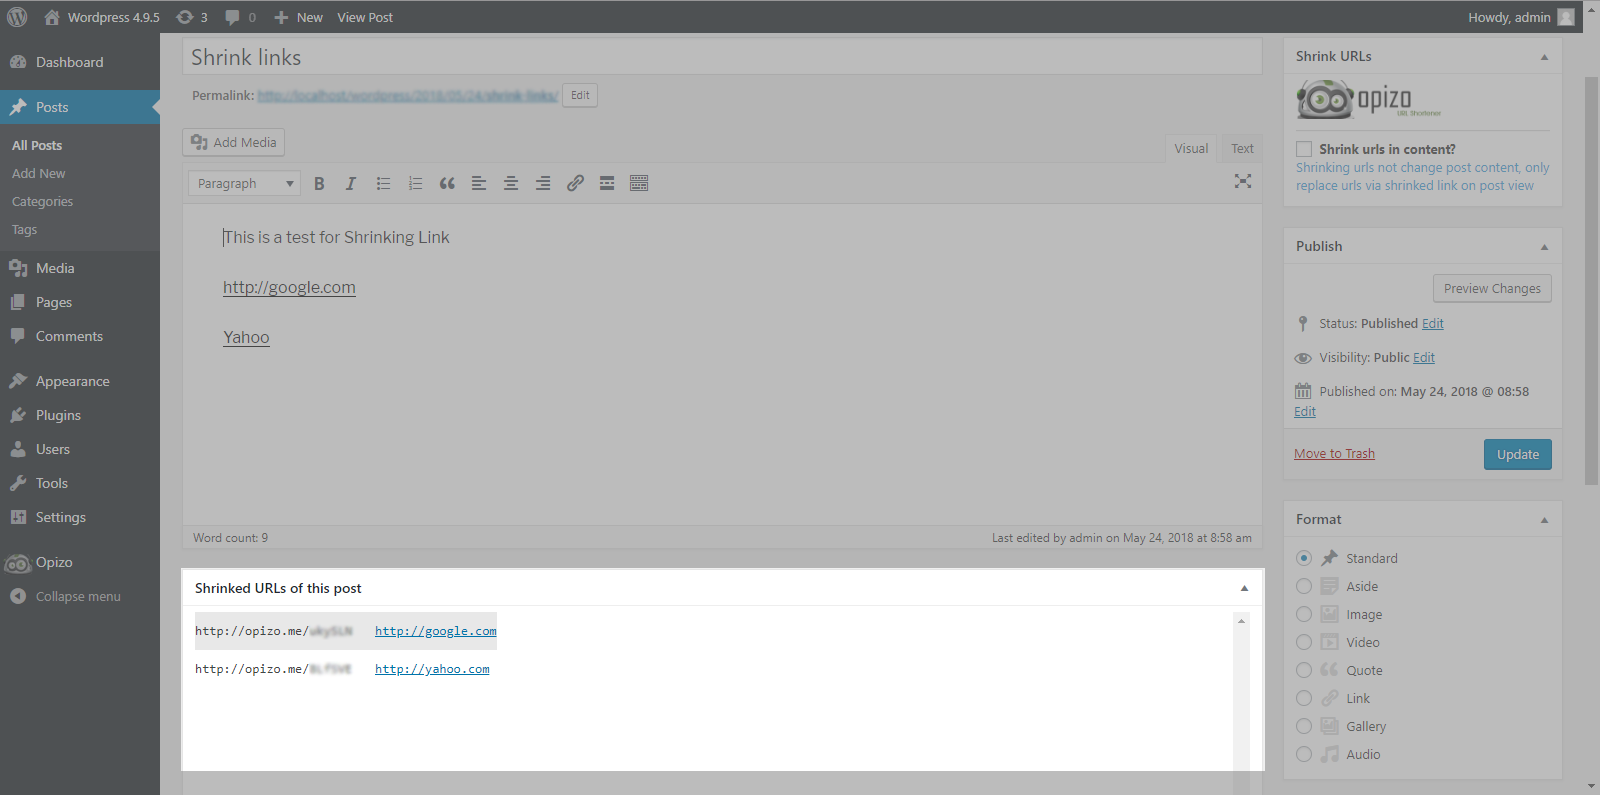 Wordpress 4.9.5 3 0 New View Post Howdy, admin
Dashboard
Posts
All Posts
Add New
Categories
Tags
Media
Pages
Comments
Appearance
Plugins
Users
Tools
Settings
Opizo
Collapse menu
Shrink links
Permalink: http://localhost/wordpress/2018/05/24/shrink-links/ Edit
Add Media
Visual Text
Paragraph
This is a test for Shrinking Link
http://google.com
Yahoo
Word count: 9 Last edited by admin on May 24, 2018 at 8:58 am
Shrinked URLs of this post
http://opizo.me/ http://google.com
http://opizo.me/ http://yahoo.com
Shrink URLs
opizo
URL Shortener
Shrink urls in content?
Shrinking urls not change post content, only
replace urls via shrinked link on post view
Publish
Preview Changes
Status: Published Edit
Visibility: Public Edit
Published on: May 24, 2018 @ 08:58
Edit
Move to Trash Update
Format
Standard
Aside
Image
Video
Quote
Link
Gallery
Audio